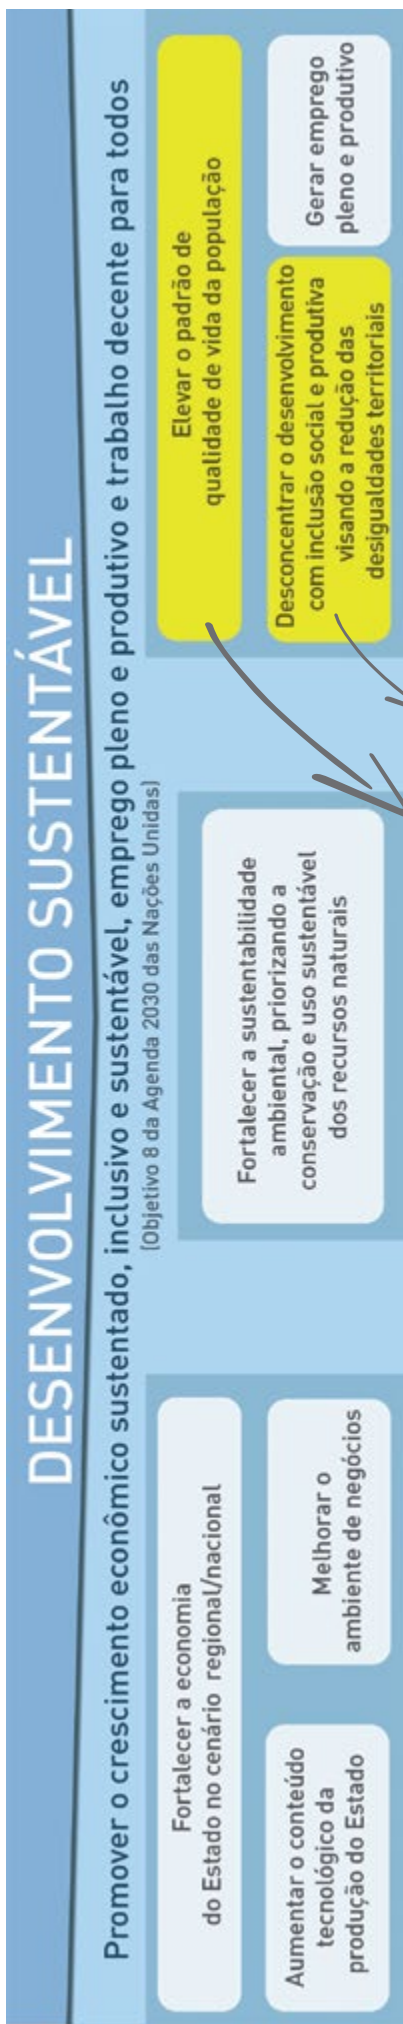 DESENVOLVIMENTO SUSTENTÁVEL
Promover o crescimento econômico sustentado, inclusivo e sustentável, emprego pleno e produtivo e trabalho decente para todos
(Objetivo 8 da Agenda 2030 das Nações Unidas)
Fortalecer a economia
do Estado no cenário regional/nacional
Aumentar o conteúdo
tecnológico da
produção do Estado
Melhorar o
ambiente de negócios
Fortalecer a sustentabilidade
ambiental, priorizando a
conservação e uso sustentável
dos recursos naturais
Elevar o padrão de
qualidade de vida da população
Desconcentrar o desenvolvimento
com inclusão social e produtiva
visando a redução das
desigualdades territoriais
Gerar emprego
pleno e produtivo